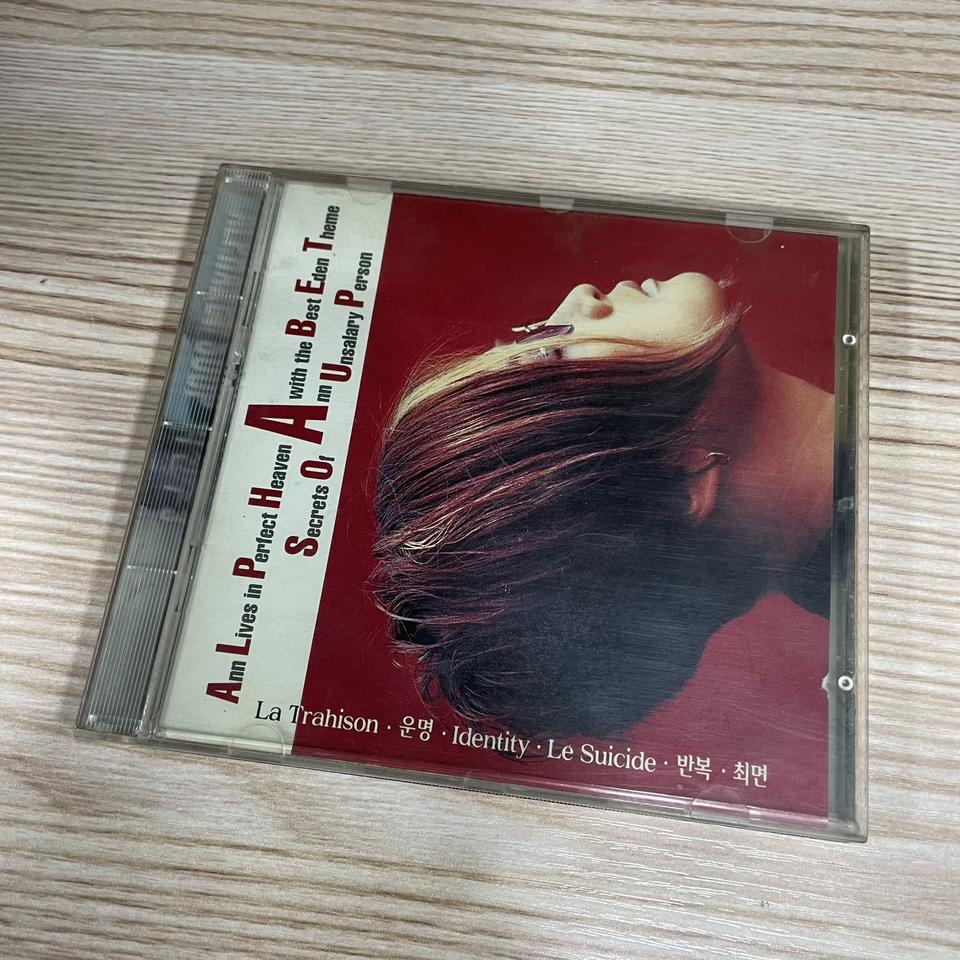 Ann Lives in Perfect Heaven A with the Best Eden Theme
Secrets Of Ann Unsalary Person
La Trahison · 운명 · Identity · Le Suicide · 반복 · 최면